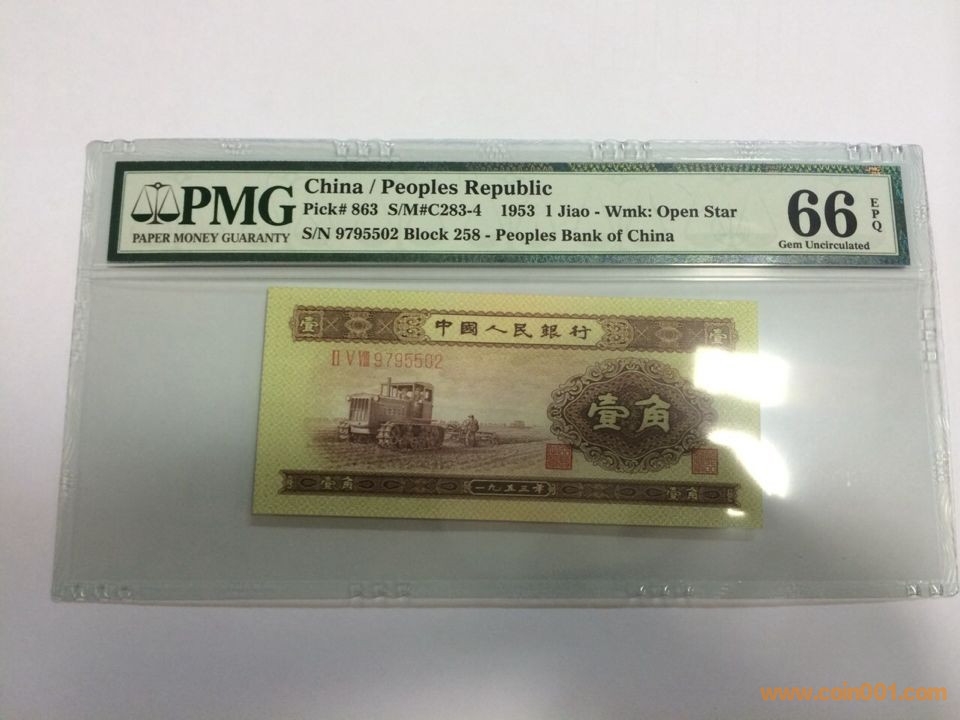 PMG
PAPER MONEY GUARANTY
China / Peoples Republic
Pick# 863 S/M#C283-4 1953 1 Jiao - Wmk: Open Star
S/N 9795502 Block 258 - Peoples Bank of China
66 EPQ
Gem Uncirculated
壹 中國人民銀行 壹
II V VIII 9795502
壹角
壹角 一九五三年 壹角
www.coin001.com